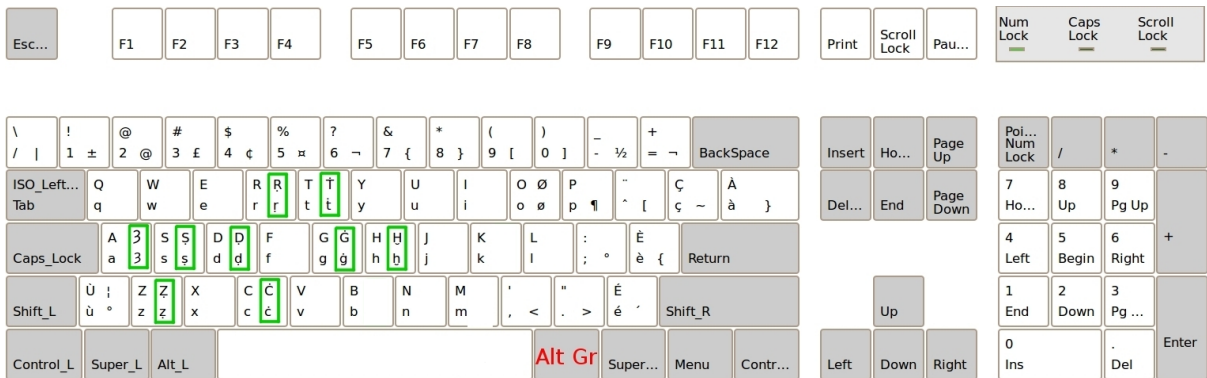 Esc... F1 F2 F3 F4 F5 F6 F7 F8 F9 F10 F11 F12 Print Scroll Lock Pau... Num Lock Caps Lock Scroll Lock
\ ! @ # $ % ? & * ( ) _ + Poi...
/ | 1 ± 2 @ 3 £ 4 ¢ 5 ¤ 6 ¬ 7 { 8 } 9 [ 0 ] - ½ = ¬ BackSpace Insert Ho... Page Up Num Lock / * -
ISO_Left... Q W E R Ṛ T Ṫ Y U I O Ø P ¨ Ç À 7 8 9
Tab q w e r ṛ t ṫ y u i o ø p ¶ ^ [ ç ~ à } Del... End Page Down Ho... Up Pg Up
A Ȝ S Ṣ D Ḍ F G Ġ H Ḫ J K L : È 4 5 6 +
Caps_Lock a ȝ s ṣ d ḍ f g ġ h ḫ j k l ; ° è { Return Left Begin Right
Ù ¦ Z Ẓ X C Ċ V B N M ' " É 1 2 3
Shift_L ù ° z ẓ x c ċ v b n m , < . > é ´ Shift_R Up End Down Pg ...
0 .
Control_L Super_L Alt_L Alt Gr Super... Menu Contr... Left Down Right Ins Del Enter